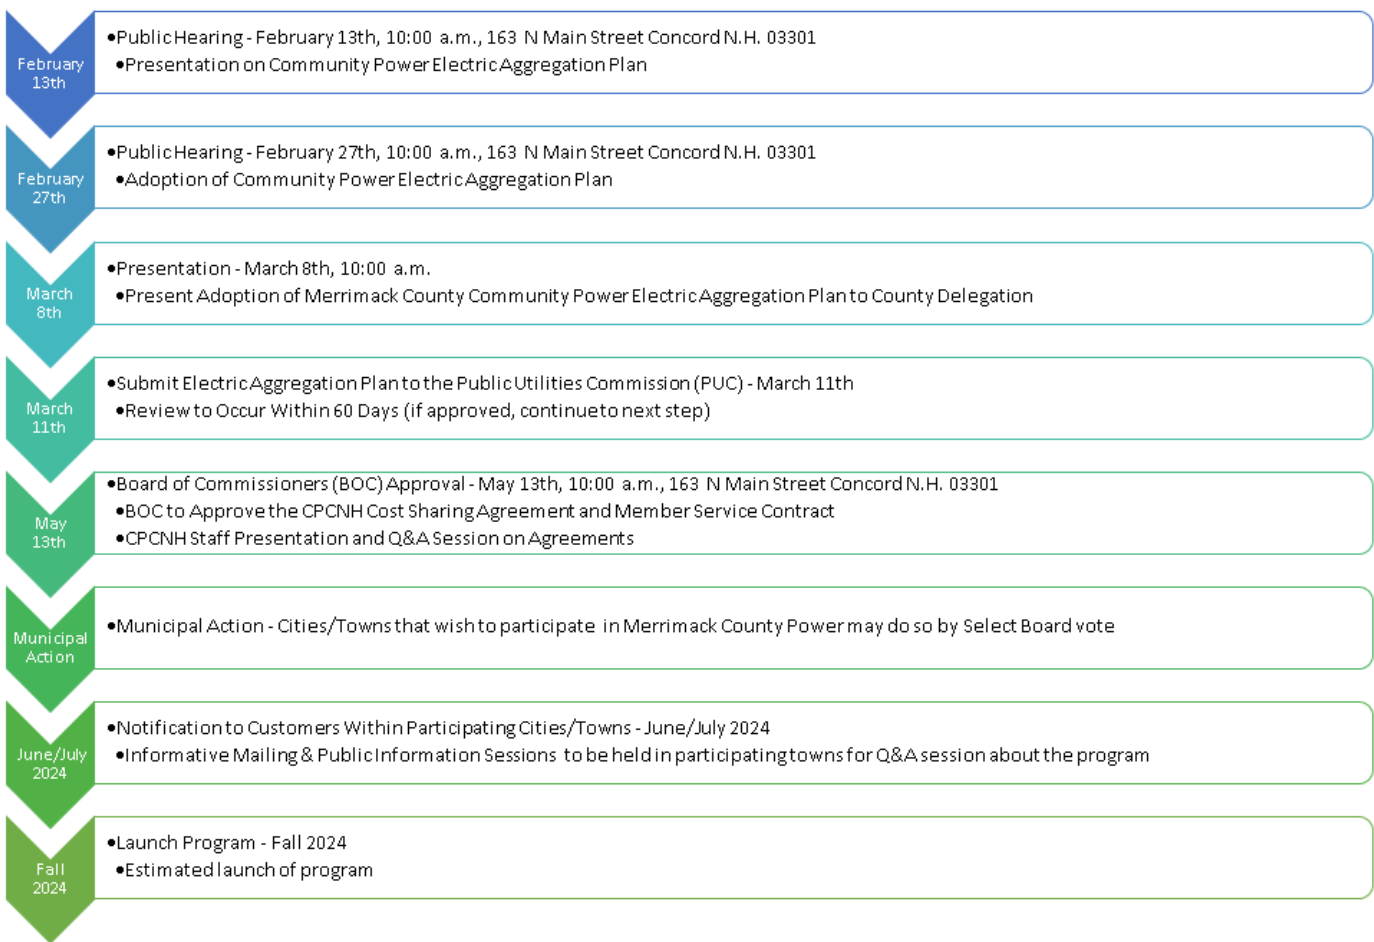 February
13th
•Public Hearing - February 13th, 10:00 a.m., 163 N Main Street Concord N.H. 03301
•Presentation on Community Power Electric Aggregation Plan
February
27th
•Public Hearing - February 27th, 10:00 a.m., 163 N Main Street Concord N.H. 03301
•Adoption of Community Power Electric Aggregation Plan
March
8th
•Presentation - March 8th, 10:00 a.m.
•Present Adoption of Merrimack County Community Power Electric Aggregation Plan to County Delegation
March
11th
•Submit Electric Aggregation Plan to the Public Utilities Commission (PUC) - March 11th
•Review to Occur Within 60 Days (if approved, continue to next step)
May
13th
•Board of Commissioners (BOC) Approval - May 13th, 10:00 a.m., 163 N Main Street Concord N.H. 03301
•BOC to Approve the CPCNH Cost Sharing Agreement and Member Service Contract
•CPCNH Staff Presentation and Q&A Session on Agreements
Municipal
Action
•Municipal Action - Cities/Towns that wish to participate in Merrimack County Power may do so by Select Board vote
June/July
2024
•Notification to Customers Within Participating Cities/Towns - June/July 2024
•Informative Mailing & Public Information Sessions to be held in participating towns for Q&A session about the program
Fall
2024
•Launch Program - Fall 2024
•Estimated launch of program